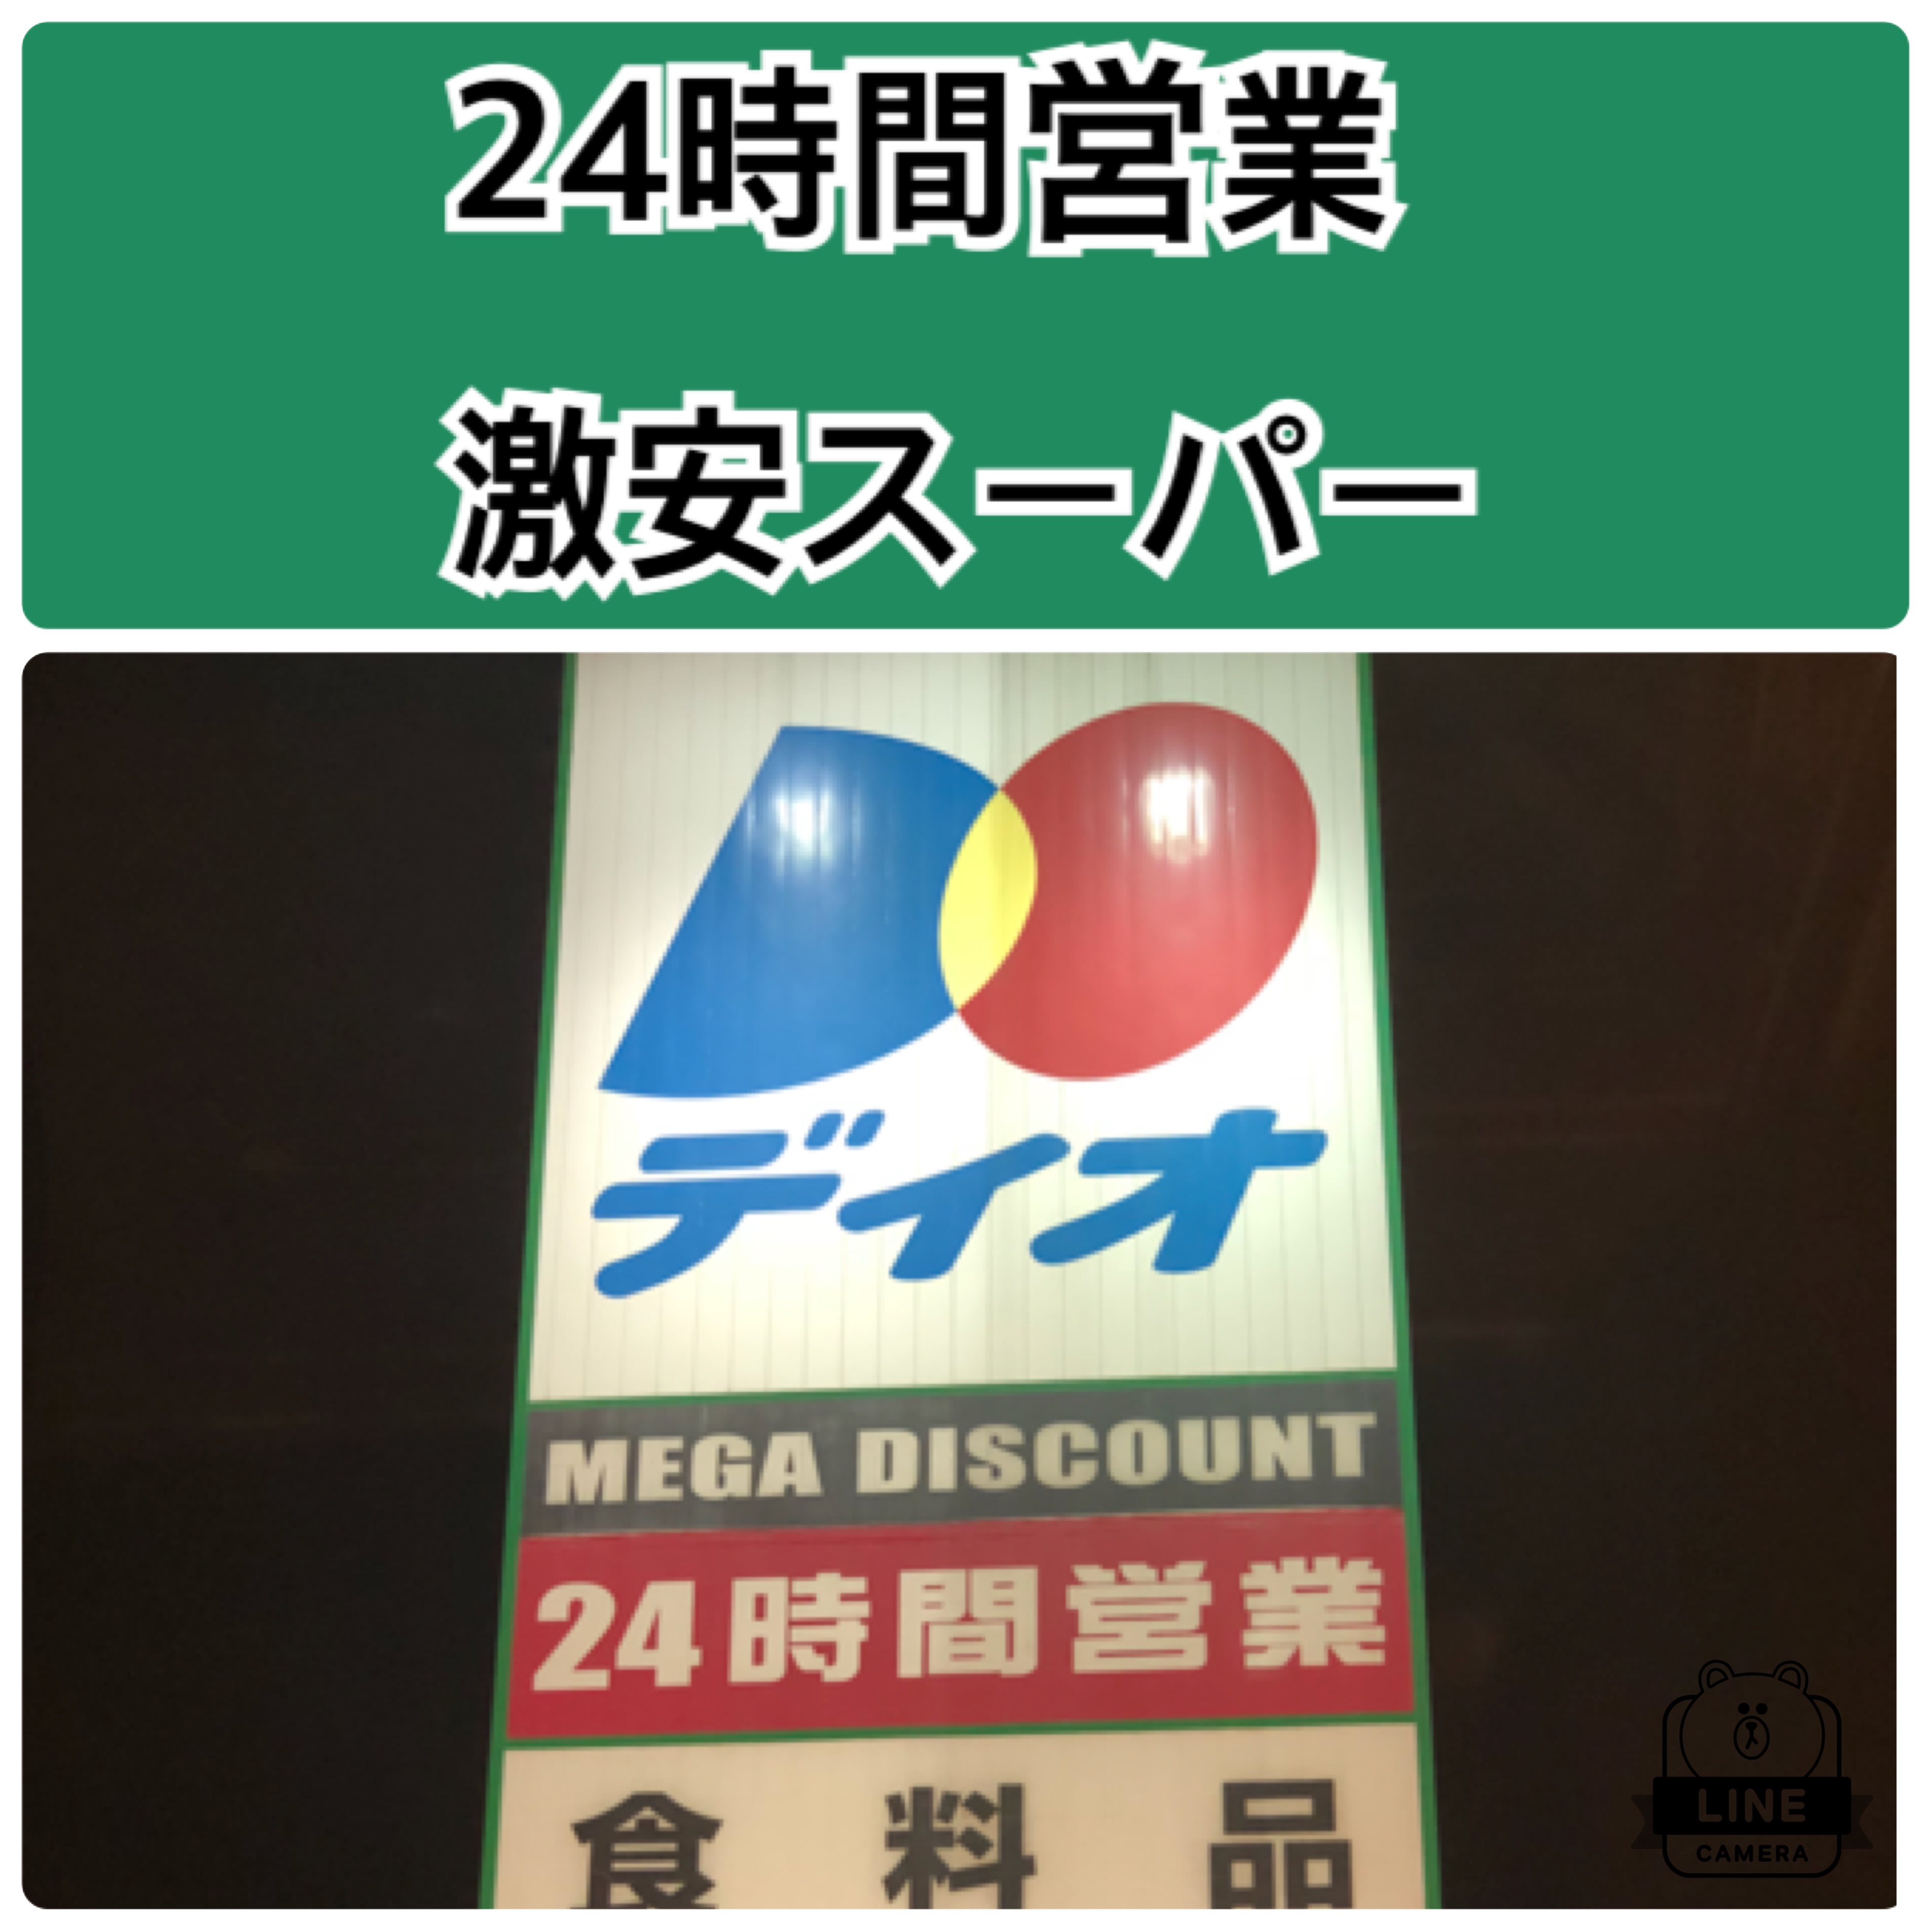 24時間営業
激安スーパー
ディオ
MEGA DISCOUNT
24時間営業
食料品
LINE
CAMERA